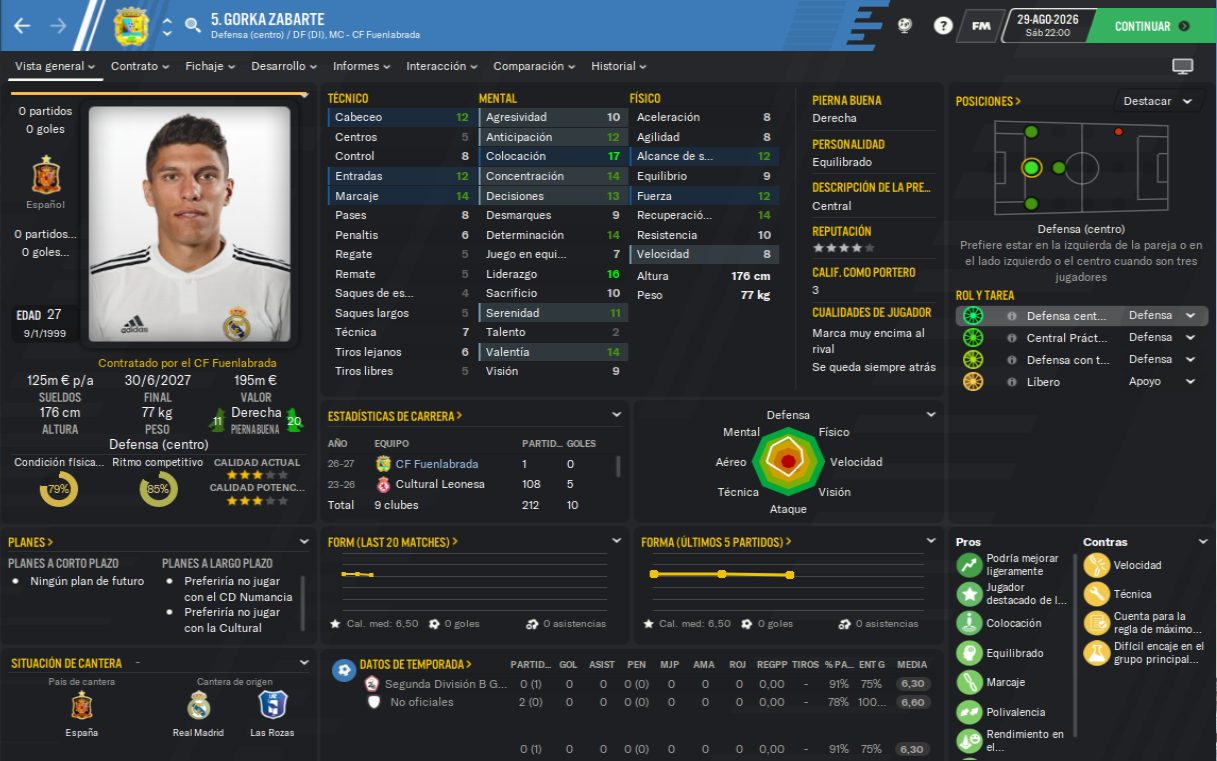 5. GORKA ZABARTE
Defensa (centro) / DF (DI), MC - CF Fuenlabrada
?
FM
29-AGO-2026
Sáb 22:00
CONTINUAR
Vista general
Contrato
Fichaje
Desarrollo
Informes
Interacción
Comparación
Historial
0 partidos
0 goles
Español
0 partidos...
0 goles...
EDAD 27
9/1/1999
adidas
Contratado por el CF Fuenlabrada
125m € p/a
SUELDOS
30/6/2027
FINAL
195m €
VALOR
176 cm
ALTURA
77 kg
PESO
11
Derecha
PIERNA BUENA
20
Defensa (centro)
Condición física...
79%
Ritmo competitivo
85%
CALIDAD ACTUAL
CALIDAD POTENC...
TÉCNICO
Cabeceo 12
Centros 5
Control 8
Entradas 12
Marcaje 14
Pases 8
Penaltis 6
Regate 5
Remate 5
Saques de es... 4
Saques largos 5
Técnica 7
Tiros lejanos 6
Tiros libres 5
MENTAL
Agresividad 10
Anticipación 12
Colocación 17
Concentración 14
Decisiones 13
Desmarques 9
Determinación 14
Juego en equi... 7
Liderazgo 16
Sacrificio 10
Serenidad 11
Talento 2
Valentía 14
Visión 9
FÍSICO
Aceleración 8
Agilidad 8
Alcance de s... 12
Equilibrio 9
Fuerza 12
Recuperació... 14
Resistencia 10
Velocidad 8
Altura 176 cm
Peso 77 kg
PIERNA BUENA
Derecha
PERSONALIDAD
Equilibrado
DESCRIPCIÓN DE LA PRE...
Central
REPUTACIÓN
CALIF. COMO PORTERO
3
CUALIDADES DE JUGADOR
Marca muy encima al
rival
Se queda siempre atrás
POSICIONES >
Destacar
Defensa (centro)
Prefiere estar en la izquierda de la pareja o en
el lado izquierdo o el centro cuando son tres
jugadores
ROL Y TAREA
Defensa cent... Defensa
Central Práct... Defensa
Defensa con t... Defensa
Líbero Apoyo
ESTADÍSTICAS DE CARRERA >
AÑO EQUIPO PARTID... GOLES
26-27 CF Fuenlabrada 1 0
23-26 Cultural Leonesa 108 5
Total 9 clubes 212 10
Defensa
Físico
Velocidad
Visión
Ataque
Técnica
Aéreo
Mental
PLANES >
PLANES A CORTO PLAZO
Ningún plan de futuro
PLANES A LARGO PLAZO
Preferiría no jugar
con el CD Numancia
Preferiría no jugar
con la Cultural
FORM (LAST 20 MATCHES) >
Cal. med: 6,50 0 goles 0 asistencias
FORMA (ÚLTIMOS 5 PARTIDOS) >
Cal. med: 6,50 0 goles 0 asistencias
Pros
Podría mejorar
ligeramente
Jugador
destacado de l...
Colocación
Equilibrado
Marcaje
Polivalencia
Rendimiento en
el...
Contras
Velocidad
Técnica
Cuenta para la
regla de máximo...
Difícil encaje en el
grupo principal...
SITUACIÓN DE CANTERA -
País de cantera
España
Cantera de origen
Real Madrid
Las Rozas
DATOS DE TEMPORADA > PARTID... GOL ASIST PEN MJP AMA ROJ REGPP TIROS % PA... ENT G MEDIA
Segunda División B G... 0 (1) 0 0 0 (0) 0 0 0 0,00 - 91% 75% 6,30
No oficiales 2 (0) 0 0 0 (0) 0 0 0 0,00 - 78% 100... 6,60
0 (1) 0 0 0 (0) 0 0 0 0,00 - 91% 75% 6,30